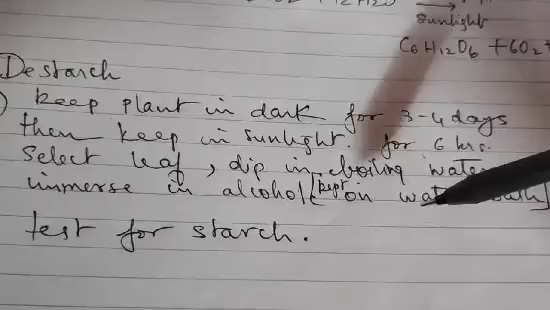 Sunlight
C6H12O6 + 6O2 +
Destarch
keep plant in dark for 3-4 days
then keep in sunlight. for 6 hrs.
Select leaf, dip in boiling water
immerse in alcohol [kept on water bath]
test for starch.